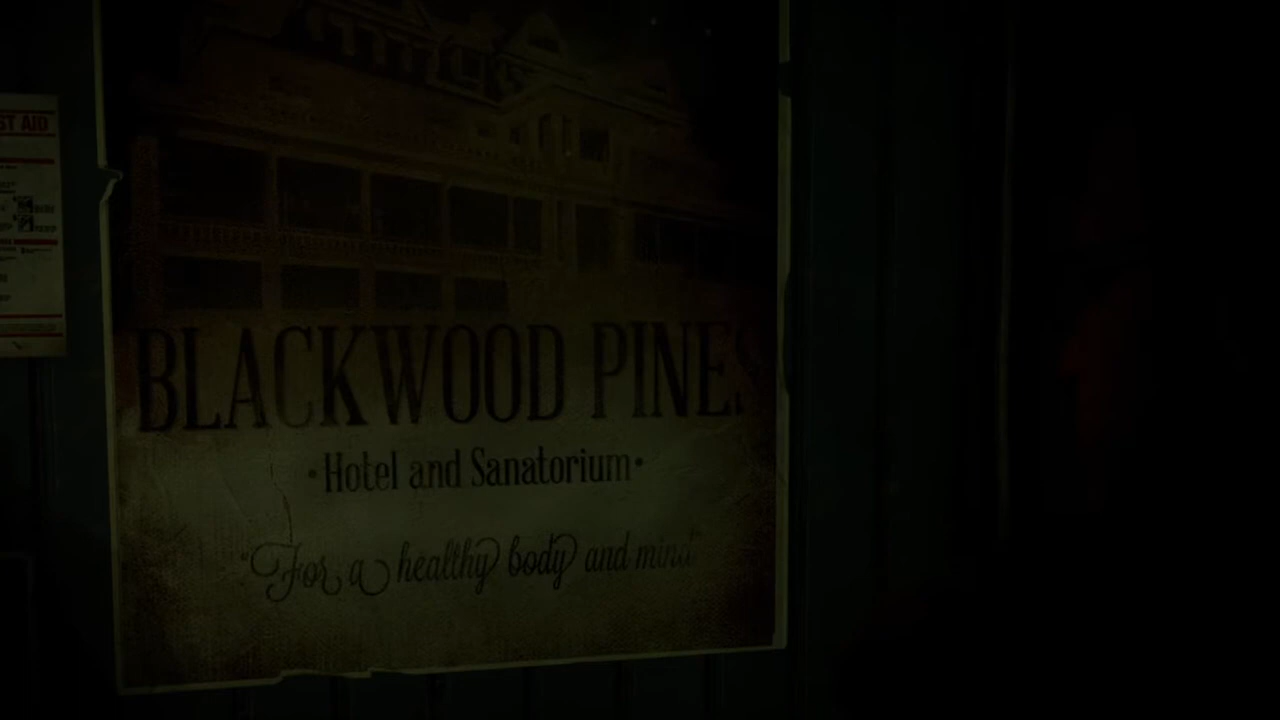 ST AID
BLACKWOOD PINES
•Hotel and Sanatorium•
"For a healthy body and mind"